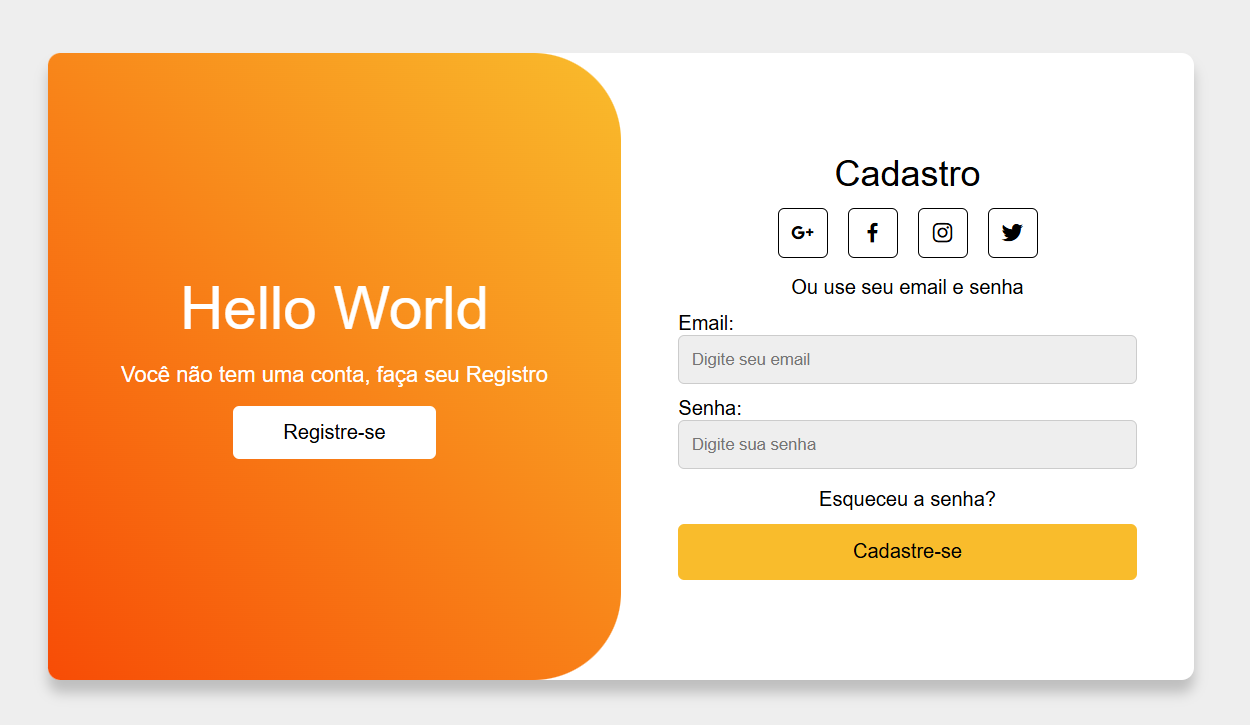 Hello World
Você não tem uma conta, faça seu Registro
Registre-se
Cadastro
G+
Ou use seu email e senha
Email:
Digite seu email
Senha:
Digite sua senha
Esqueceu a senha?
Cadastre-se